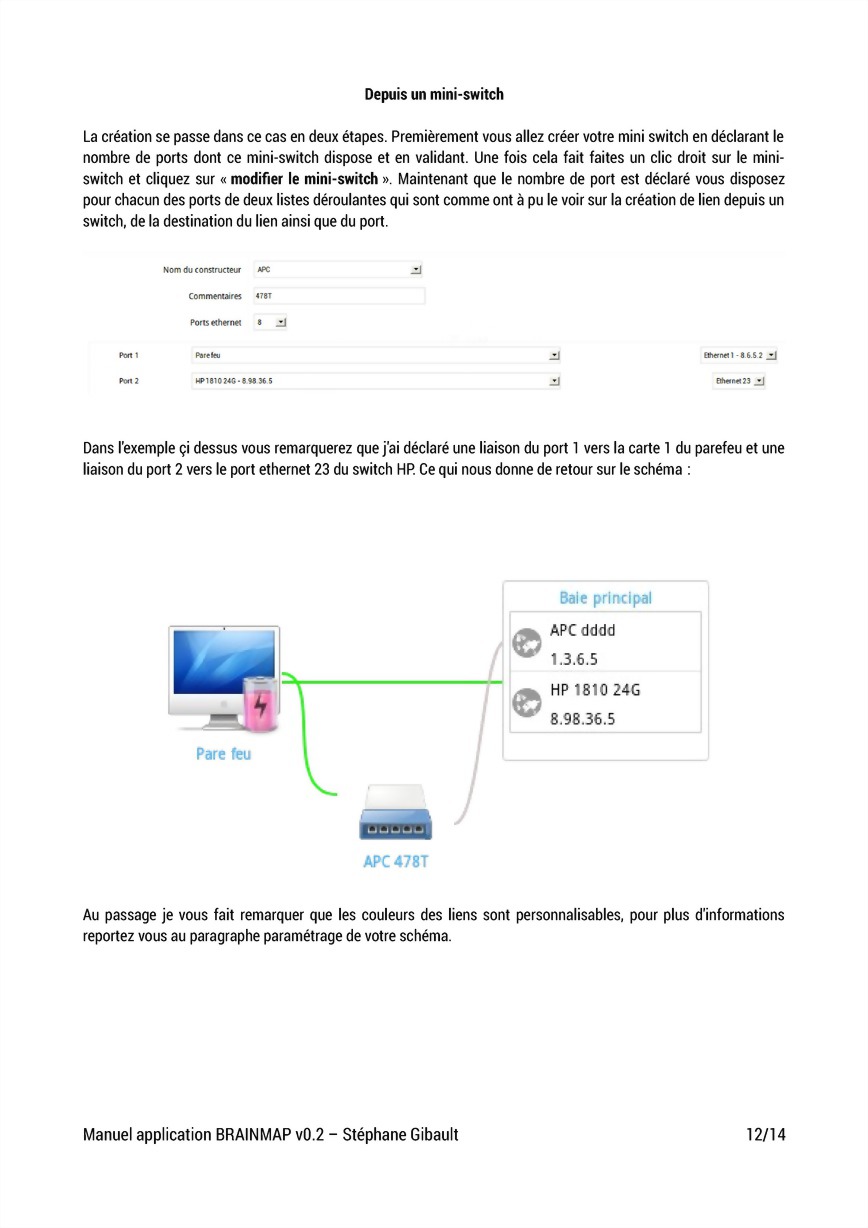 Depuis un mini-switch
La création se passe dans ce cas en deux étapes. Premièrement vous allez créer votre mini switch en déclarant le
nombre de ports dont ce mini-switch dispose et en validant. Une fois cela fait faites un clic droit sur le mini-
switch et cliquez sur « modifier le mini-switch ». Maintenant que le nombre de port est déclaré vous disposez
pour chacun des ports de deux listes déroulantes qui sont comme ont à pu le voir sur la création de lien depuis un
switch, de la destination du lien ainsi que du port.
Nom du constructeur APC
Commentaires 478T
Ports ethernet 8
Port 1 Pare feu Ethernet 1 - 8.6.5.2
Port 2 HP 1810 24G - 8.98.36.5 Ethernet 23
Dans l'exemple çi dessus vous remarquerez que j'ai déclaré une liaison du port 1 vers la carte 1 du parefeu et une
liaison du port 2 vers le port ethernet 23 du switch HP. Ce qui nous donne de retour sur le schéma :
Baie principal
APC dddd
1.3.6.5
HP 1810 24G
8.98.36.5
Pare feu
APC 478T
Au passage je vous fait remarquer que les couleurs des liens sont personnalisables, pour plus d'informations
reportez vous au paragraphe paramétrage de votre schéma.
Manuel application BRAINMAP v0.2 – Stéphane Gibault 12/14